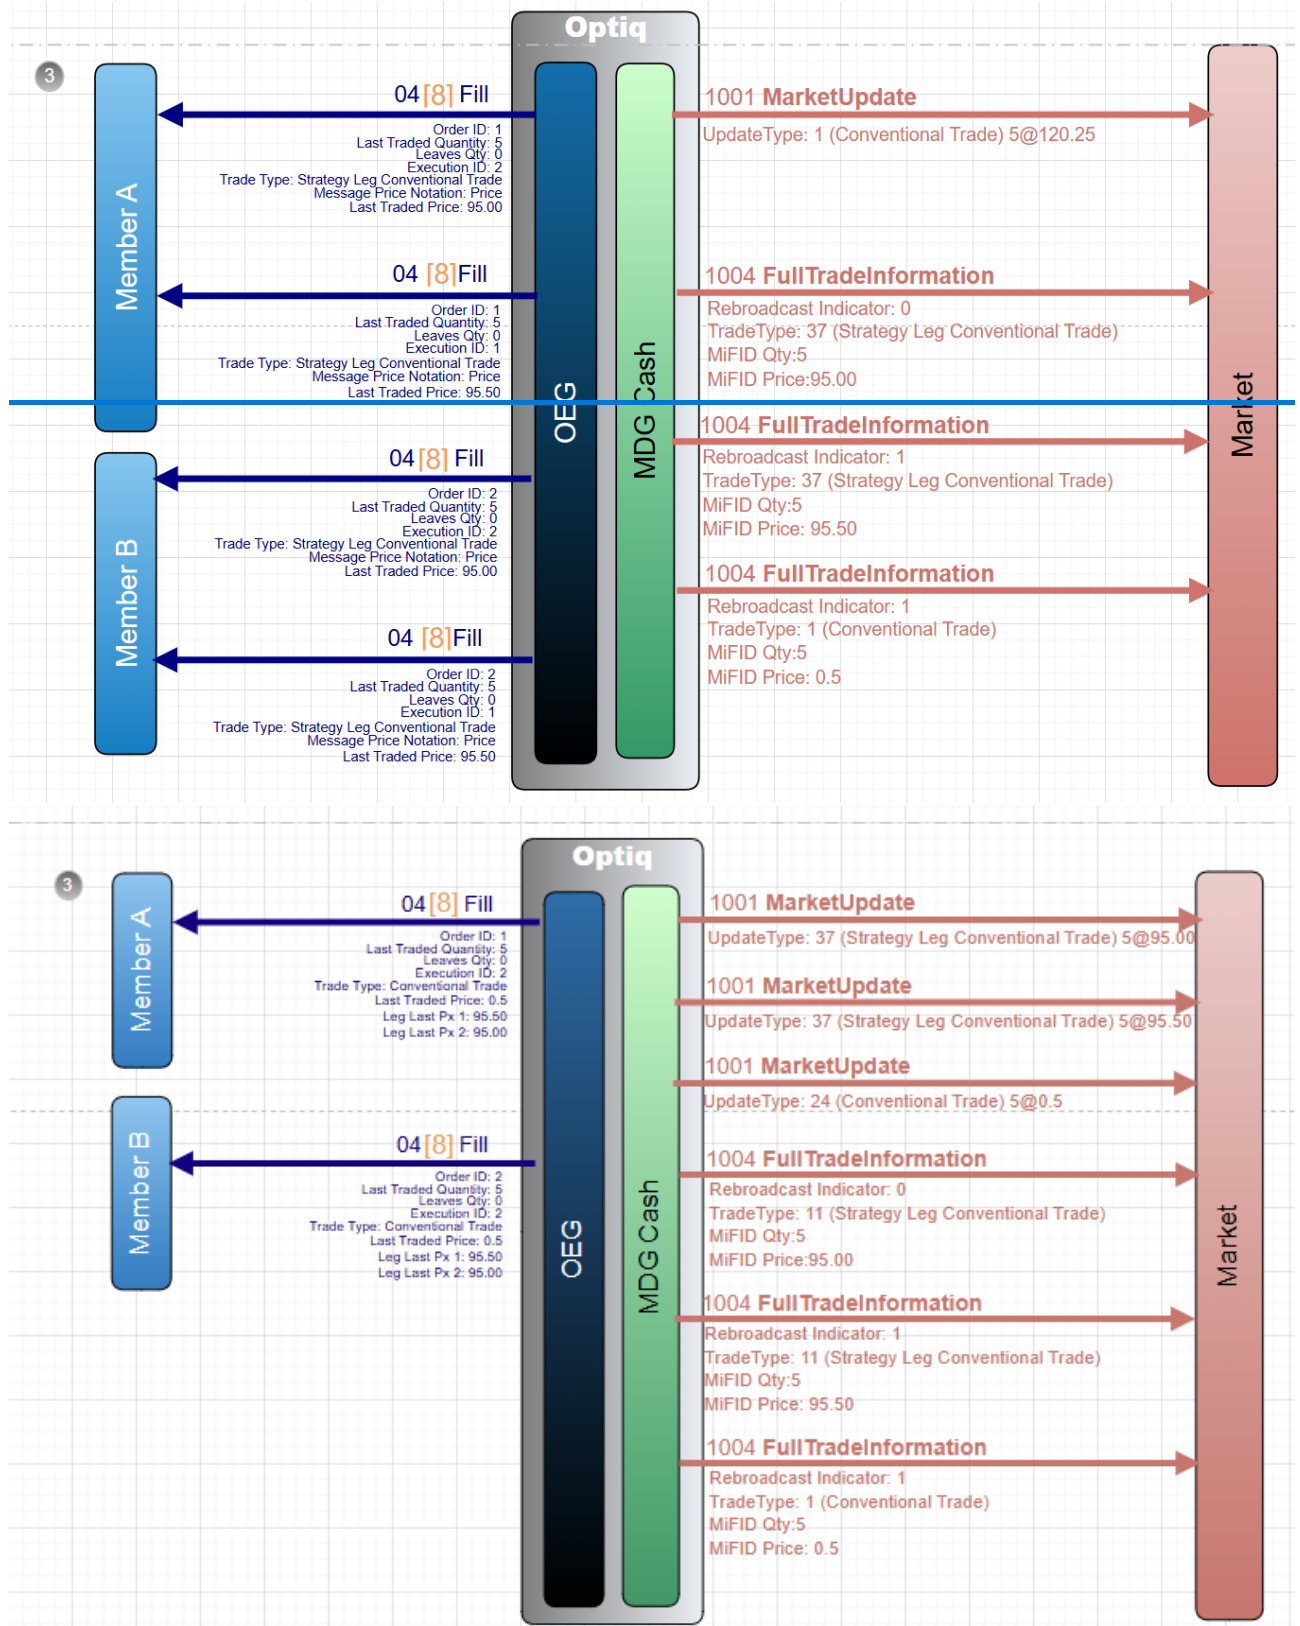 Optiq
3
04 [8] Fill
Order ID: 1
Last Traded Quantity: 5
Leaves Qty: 0
Execution ID: 2
Trade Type: Strategy Leg Conventional Trade
Message Price Notation: Price
Last Traded Price: 95.00
04 [8]Fill
Order ID: 1
Last Traded Quantity: 5
Leaves Qty: 0
Execution ID: 1
Trade Type: Strategy Leg Conventional Trade
Message Price Notation: Price
Last Traded Price: 95.50
Member A
04 [8] Fill
Order ID: 2
Last Traded Quantity: 5
Leaves Qty: 0
Execution ID: 2
Trade Type: Strategy Leg Conventional Trade
Message Price Notation: Price
Last Traded Price: 95.00
04 [8]Fill
Order ID: 2
Last Traded Quantity: 5
Leaves Qty: 0
Execution ID: 1
Trade Type: Strategy Leg Conventional Trade
Message Price Notation: Price
Last Traded Price: 95.50
Member B
OEG
MDG Cash
1001 MarketUpdate
UpdateType: 1 (Conventional Trade) 5@120.25
1004 FullTradeInformation
Rebroadcast Indicator: 0
TradeType: 37 (Strategy Leg Conventional Trade)
MiFID Qty:5
MiFID Price:95.00
1004 FullTradeInformation
Rebroadcast Indicator: 1
TradeType: 37 (Strategy Leg Conventional Trade)
MiFID Qty:5
MiFID Price: 95.50
1004 FullTradeInformation
Rebroadcast Indicator: 1
TradeType: 1 (Conventional Trade)
MiFID Qty:5
MiFID Price: 0.5
Market
Optiq
3
04 [8] Fill
Order ID: 1
Last Traded Quantity: 5
Leaves Qty: 0
Execution ID: 2
Trade Type: Conventional Trade
Last Traded Price: 0.5
Leg Last Px 1: 95.50
Leg Last Px 2: 95.00
Member A
04 [8] Fill
Order ID: 2
Last Traded Quantity: 5
Leaves Qty: 0
Execution ID: 2
Trade Type: Conventional Trade
Last Traded Price: 0.5
Leg Last Px 1: 95.50
Leg Last Px 2: 95.00
Member B
OEG
MDG Cash
1001 MarketUpdate
UpdateType: 37 (Strategy Leg Conventional Trade) 5@95.00
1001 MarketUpdate
UpdateType: 37 (Strategy Leg Conventional Trade) 5@95.50
1001 MarketUpdate
UpdateType: 24 (Conventional Trade) 5@0.5
1004 FullTradeInformation
Rebroadcast Indicator: 0
TradeType: 11 (Strategy Leg Conventional Trade)
MiFID Qty:5
MiFID Price:95.00
1004 FullTradeInformation
Rebroadcast Indicator: 1
TradeType: 11 (Strategy Leg Conventional Trade)
MiFID Qty:5
MiFID Price: 95.50
1004 FullTradeInformation
Rebroadcast Indicator: 1
TradeType: 1 (Conventional Trade)
MiFID Qty:5
MiFID Price: 0.5
Market